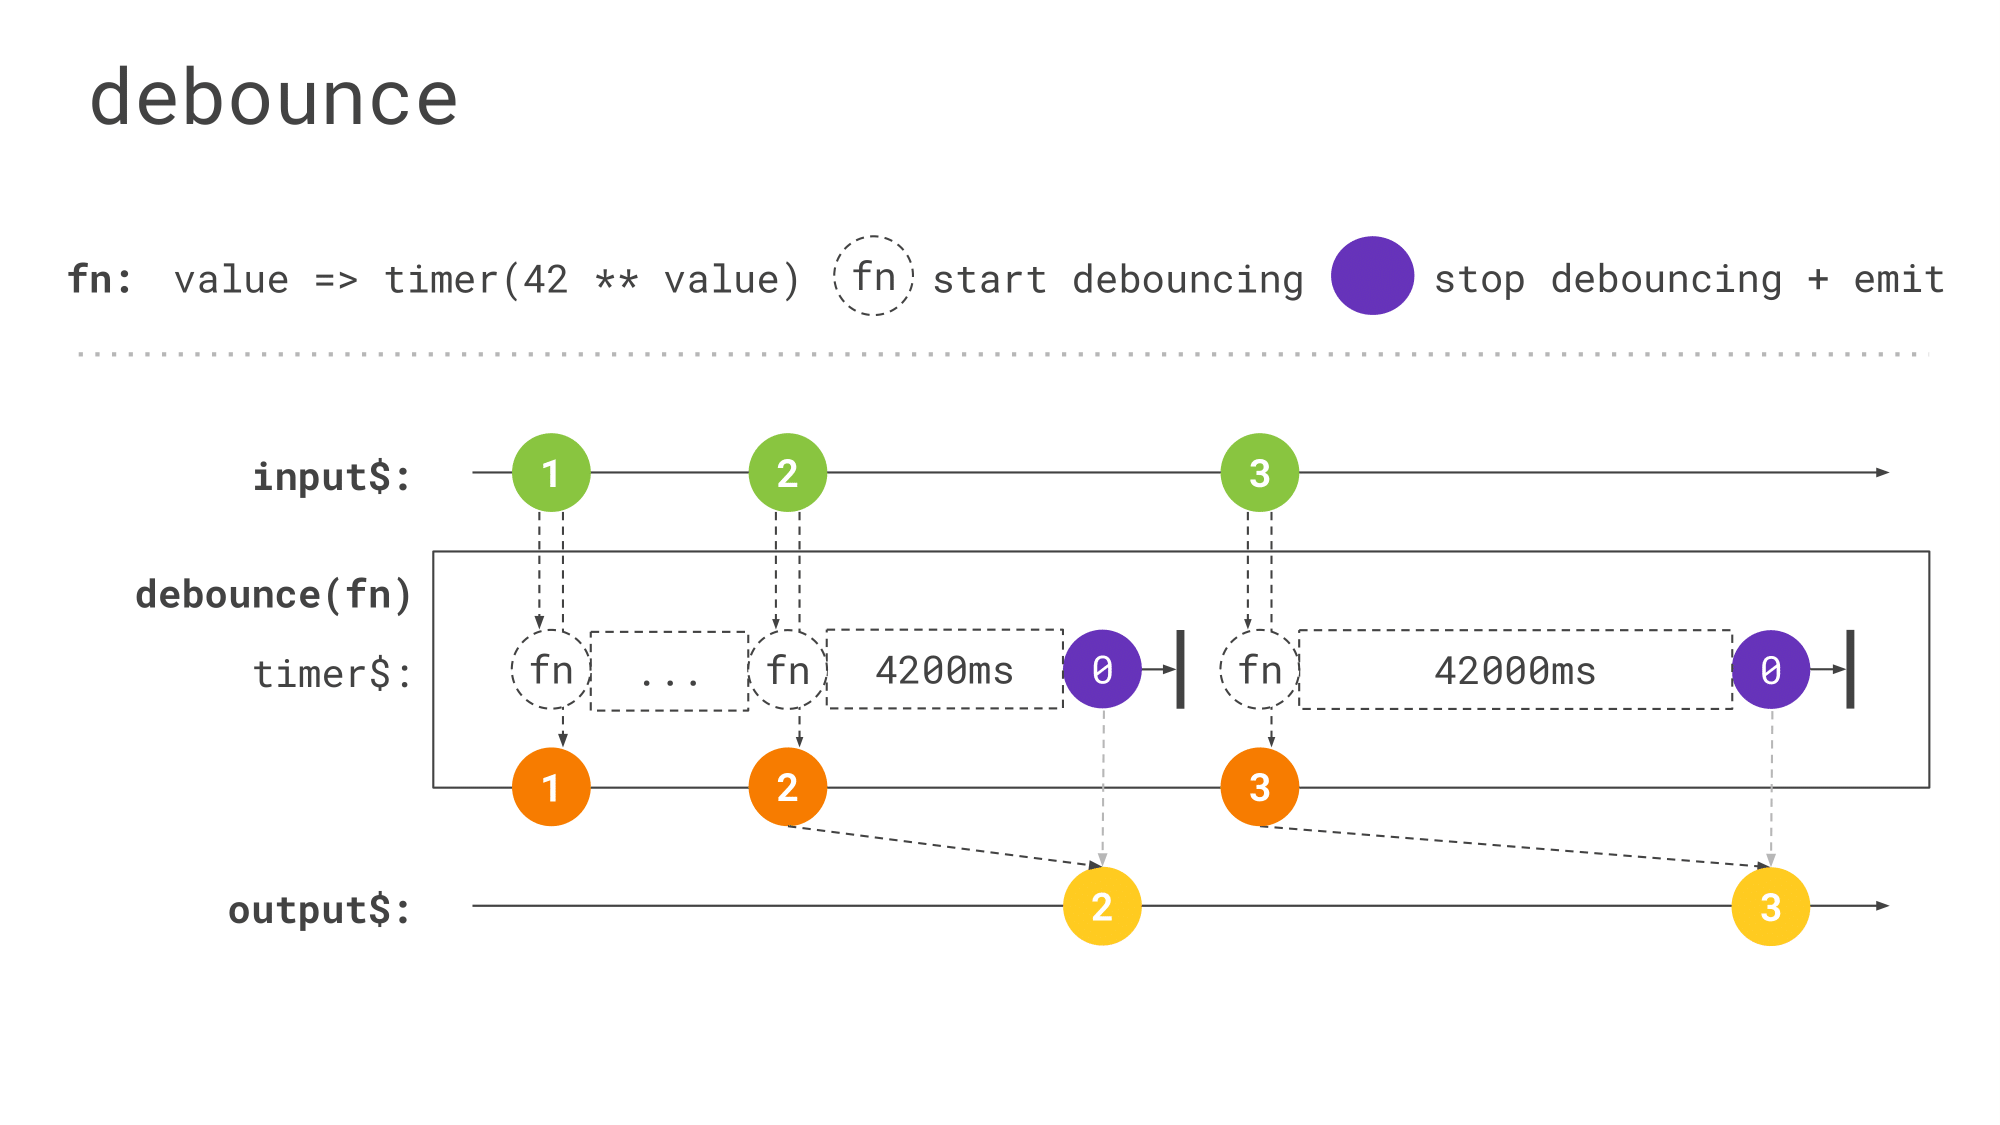 debounce
fn: value => timer(42 ** value) fn start debouncing stop debouncing + emit
input$: 1 2 3
debounce(fn)
timer$: fn ... fn 4200ms 0 fn 42000ms 0
1 2 3
output$: 2 3